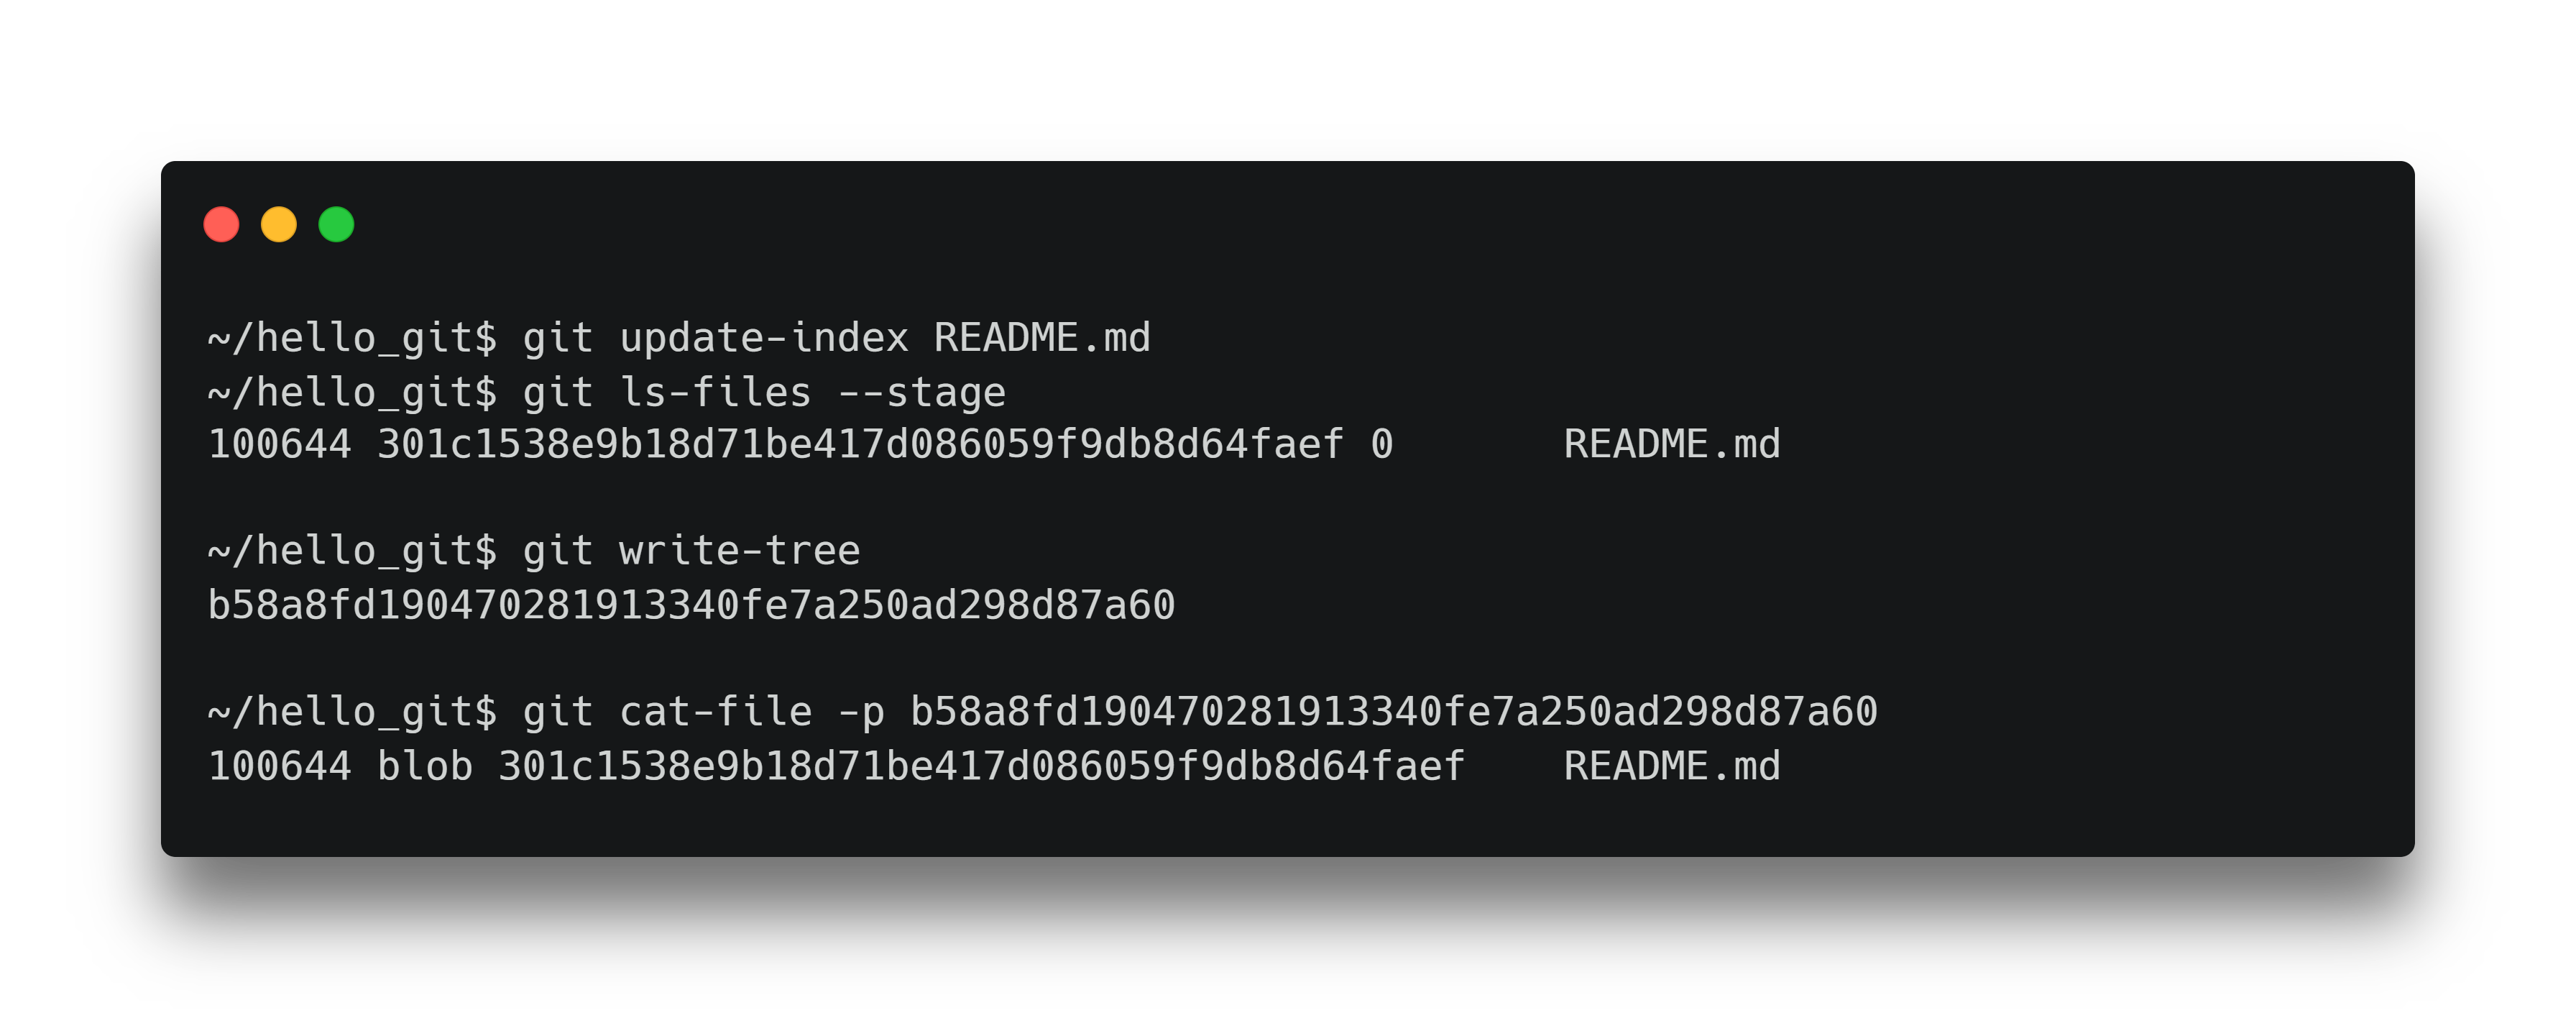 ~/hello_git$ git update-index README.md
~/hello_git$ git ls-files --stage
100644 301c1538e9b18d71be417d086059f9db8d64faef 0       README.md
~/hello_git$ git write-tree
b58a8fd190470281913340fe7a250ad298d87a60
~/hello_git$ git cat-file -p b58a8fd190470281913340fe7a250ad298d87a60
100644 blob 301c1538e9b18d71be417d086059f9db8d64faef    README.md